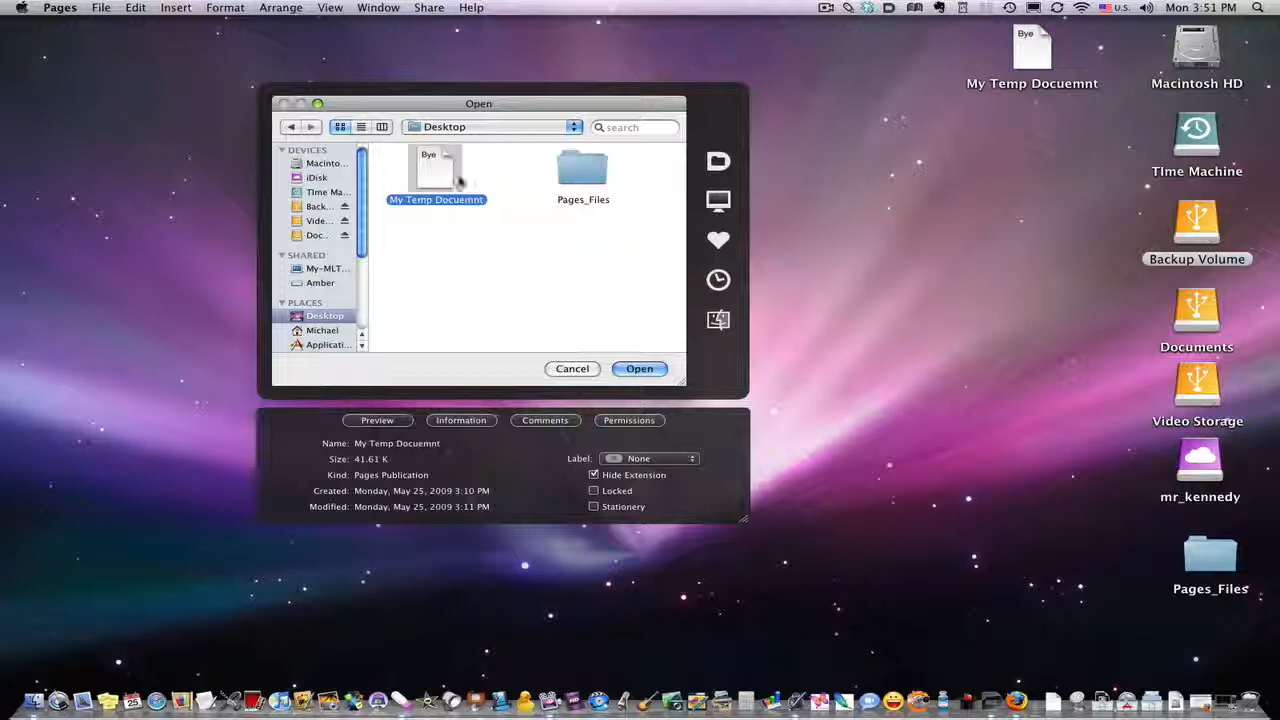 Pages File Edit Insert Format Arrange View Window Share Help U.S. Mon 3:51 PM
Bye
My Temp Docuemnt
Macintosh HD
TIme Machine
Backup Volume
Documents
Video Storage
mr_kennedy
Pages_Files
Open
Desktop
search
DEVICES
Macinto...
iDisk
TIme Ma...
Back...
Vide...
Doc...
SHARED
My-MLT...
Amber
PLACES
Desktop
Michael
Applicati...
Bye
My Temp Docuemnt
Pages_Files
Cancel Open
Preview Information Comments Permissions
Name: My Temp Docuemnt
Size: 41.61 K
Label: None
Kind: Pages Publication
Hide Extension
Created: Monday, May 25, 2009 3:10 PM
Locked
Modified: Monday, May 25, 2009 3:11 PM
Stationery